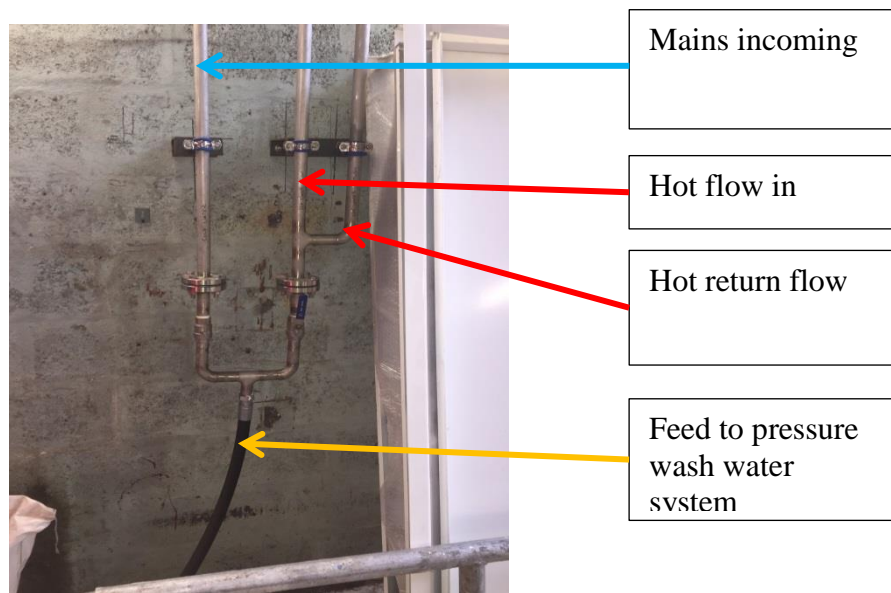 Mains incoming
Hot flow in
Hot return flow
Feed to pressure
wash water
system